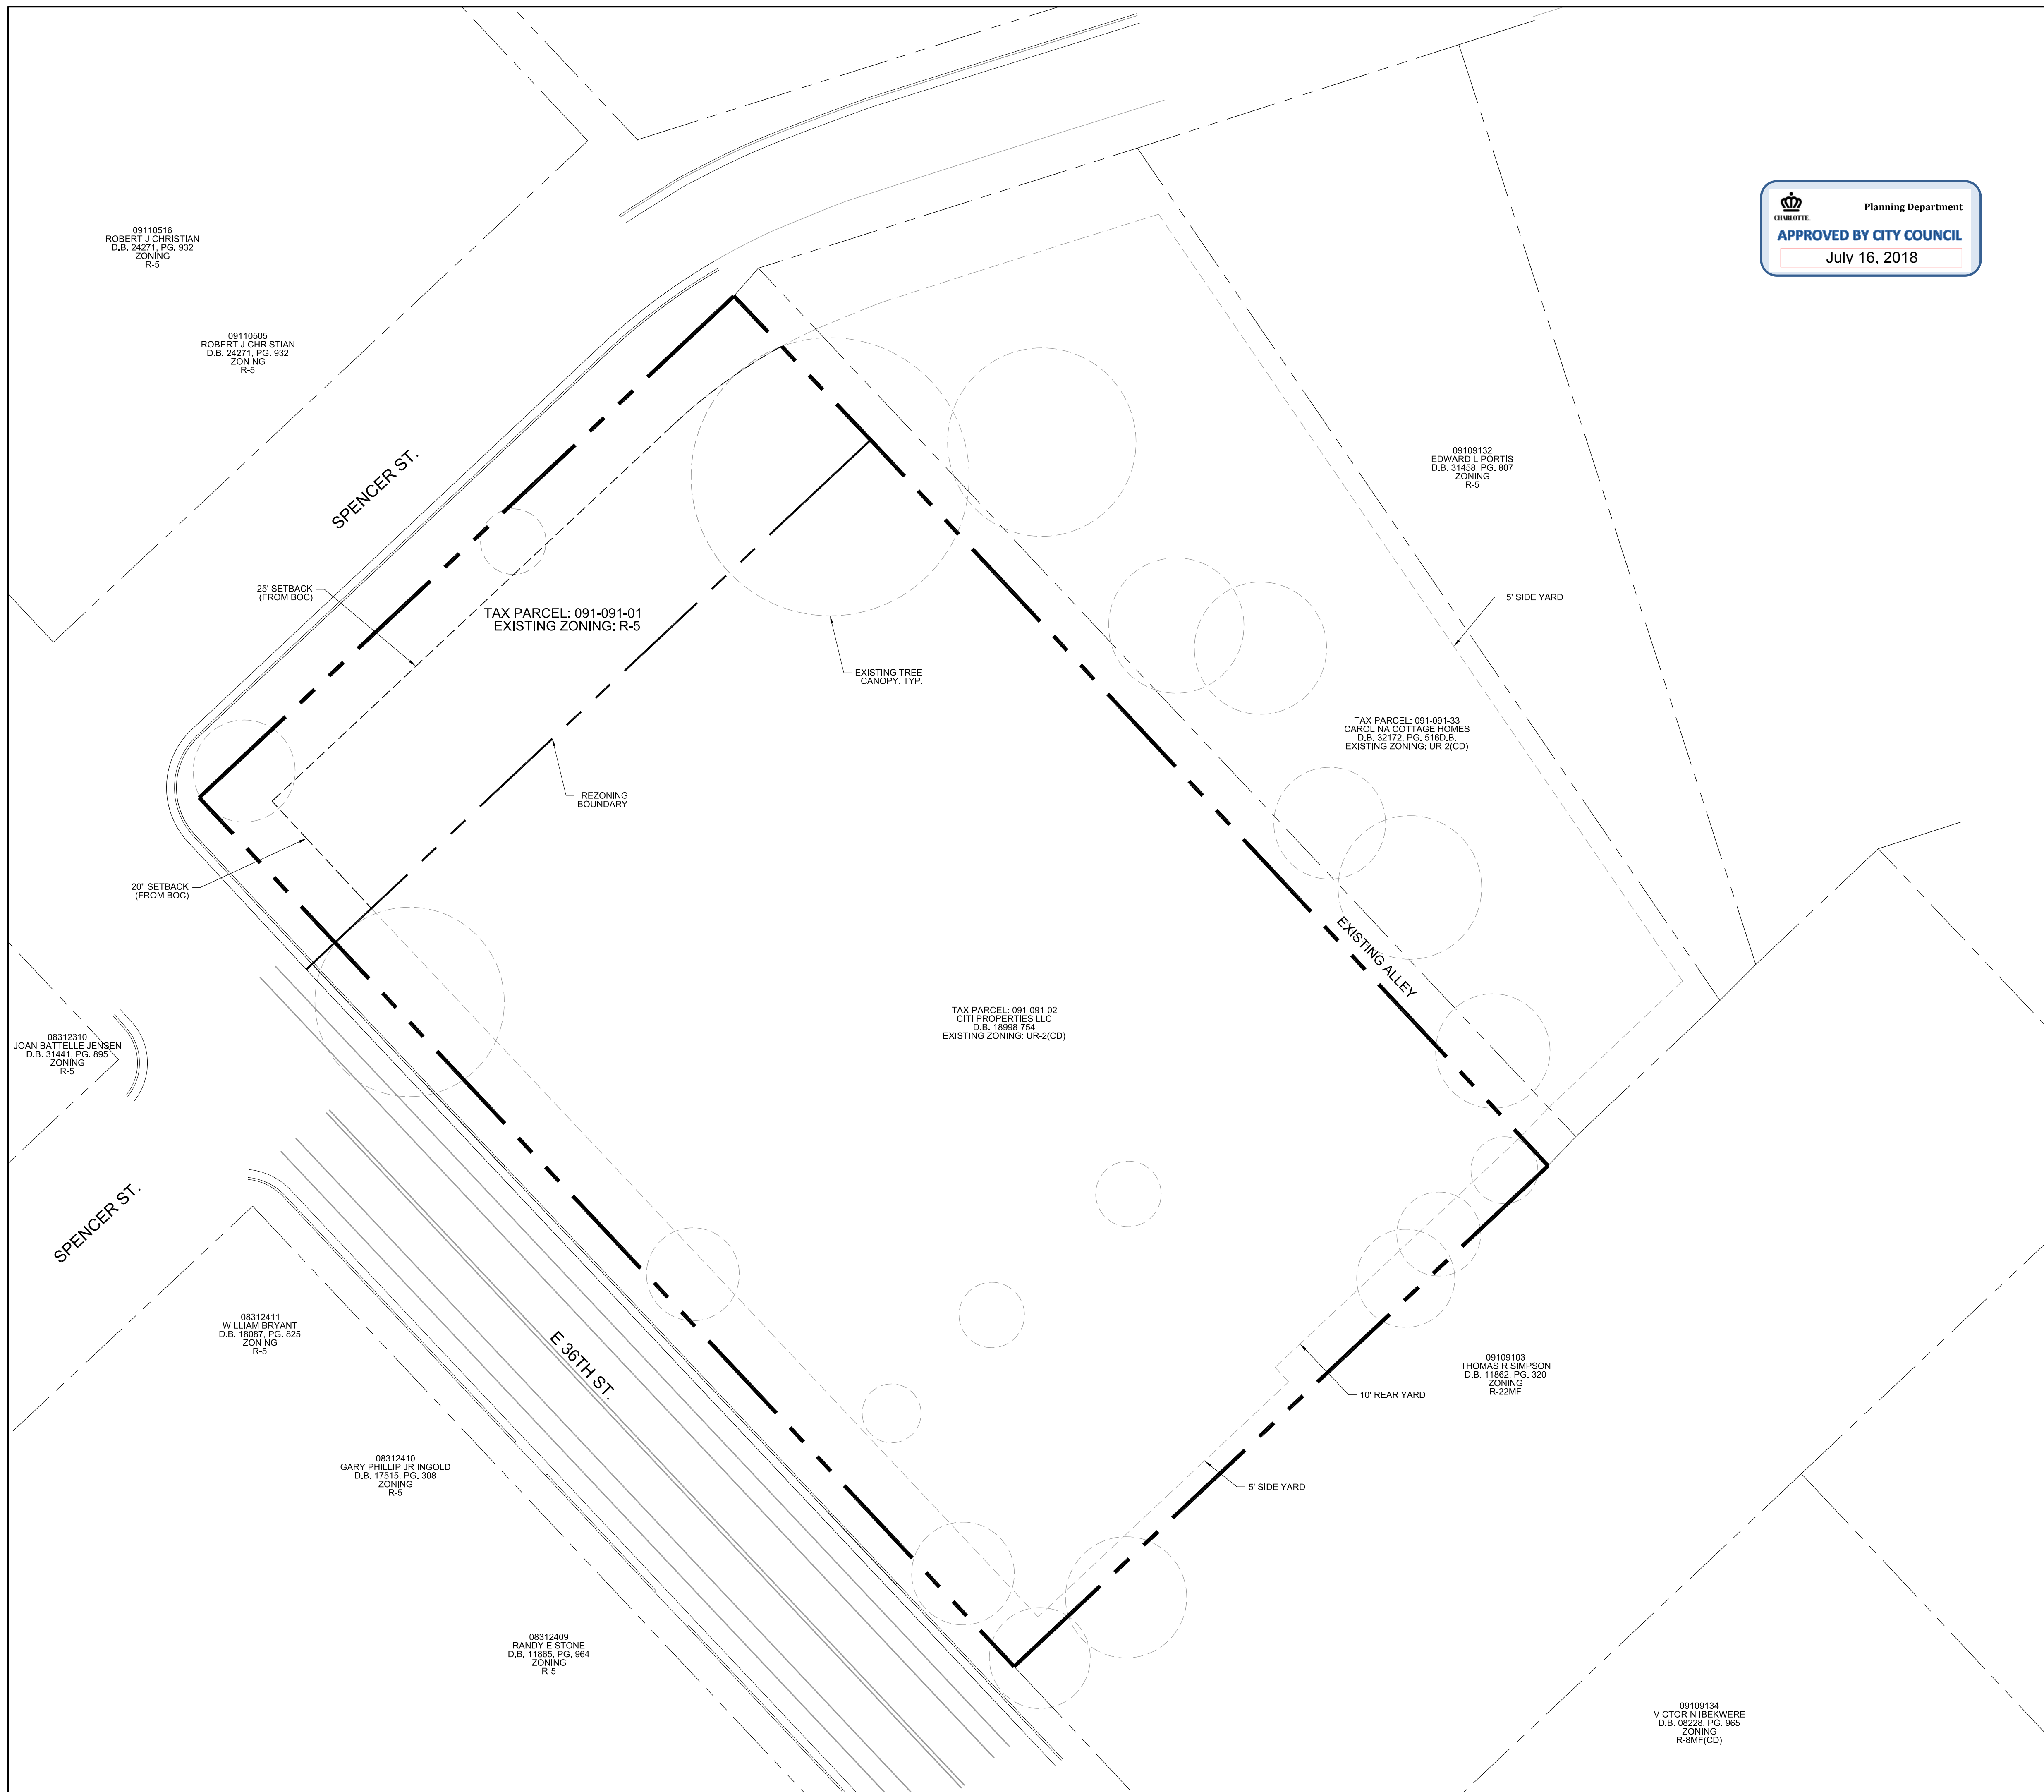 CHARLOTTE.
Planning Department
APPROVED BY CITY COUNCIL
July 16, 2018
09110516
ROBERT J CHRISTIAN
D.B. 24271, PG. 932
ZONING
R-5
09110505
ROBERT J CHRISTIAN
D.B. 24271, PG. 932
ZONING
R-5
SPENCER ST.
09109132
EDWARD L PORTIS
D.B. 31458, PG. 807
ZONING
R-5
25' SETBACK
(FROM BOC)
TAX PARCEL: 091-091-01
EXISTING ZONING: R-5
5' SIDE YARD
EXISTING TREE
CANOPY, TYP.
TAX PARCEL: 091-091-33
CAROLINA COTTAGE HOMES
D.B. 32172, PG. 516D.B.
EXISTING ZONING: UR-2(CD)
REZONING
BOUNDARY
20" SETBACK
(FROM BOC)
EXISTING ALLEY
TAX PARCEL: 091-091-02
CITI PROPERTIES LLC
D.B. 18998-754
EXISTING ZONING: UR-2(CD)
08312310
JOAN BATTELLE JENSEN
D.B. 31441, PG. 895
ZONING
R-5
SPENCER ST.
08312411
WILLIAM BRYANT
D.B. 18087, PG. 825
ZONING
R-5
E 36TH ST.
09109103
THOMAS R SIMPSON
D.B. 11862, PG. 320
ZONING
R-22MF
10' REAR YARD
08312410
GARY PHILLIP JR INGOLD
D.B. 17515, PG. 308
ZONING
R-5
5' SIDE YARD
08312409
RANDY E STONE
D.B. 11865, PG. 964
ZONING
R-5
09109134
VICTOR N IBEKWERE
D.B. 08228, PG. 965
ZONING
R-8MF(CD)